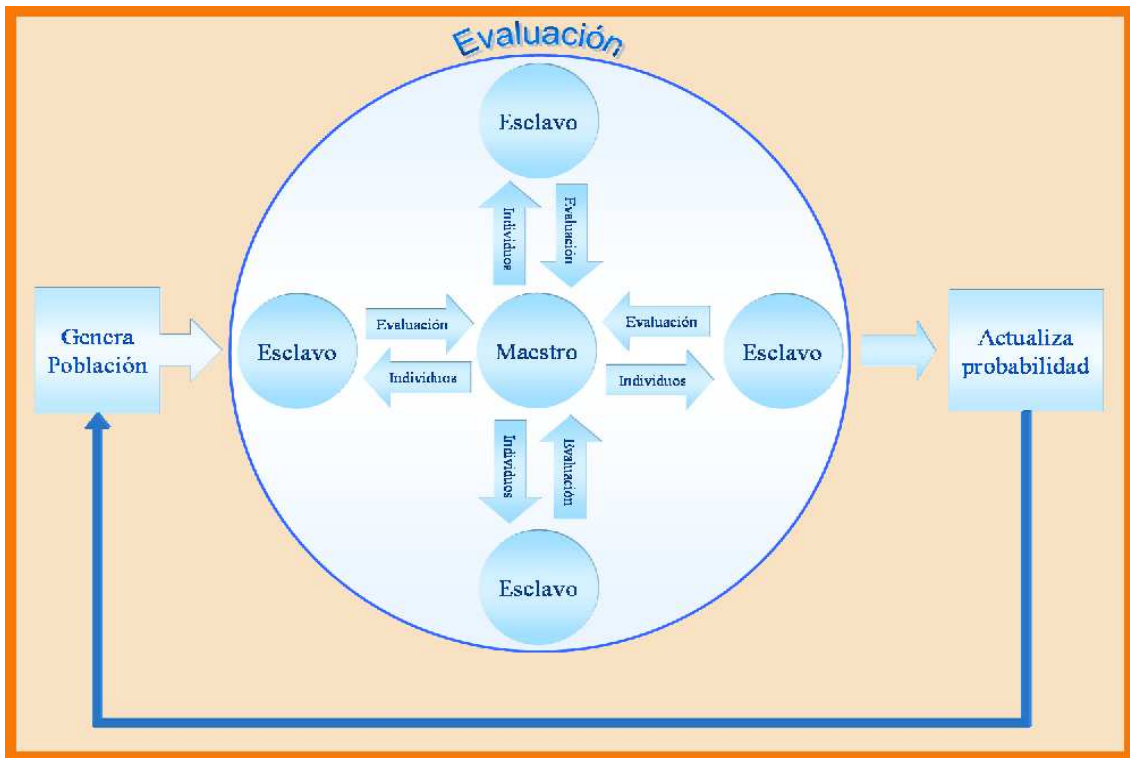 Evaluación
Esclavo
Individuos
Evaluación
Genera
Población
Esclavo
Evaluación
Individuos
Maestro
Evaluación
Individuos
Esclavo
Actualiza
probabilidad
Individuos
Evaluación
Esclavo